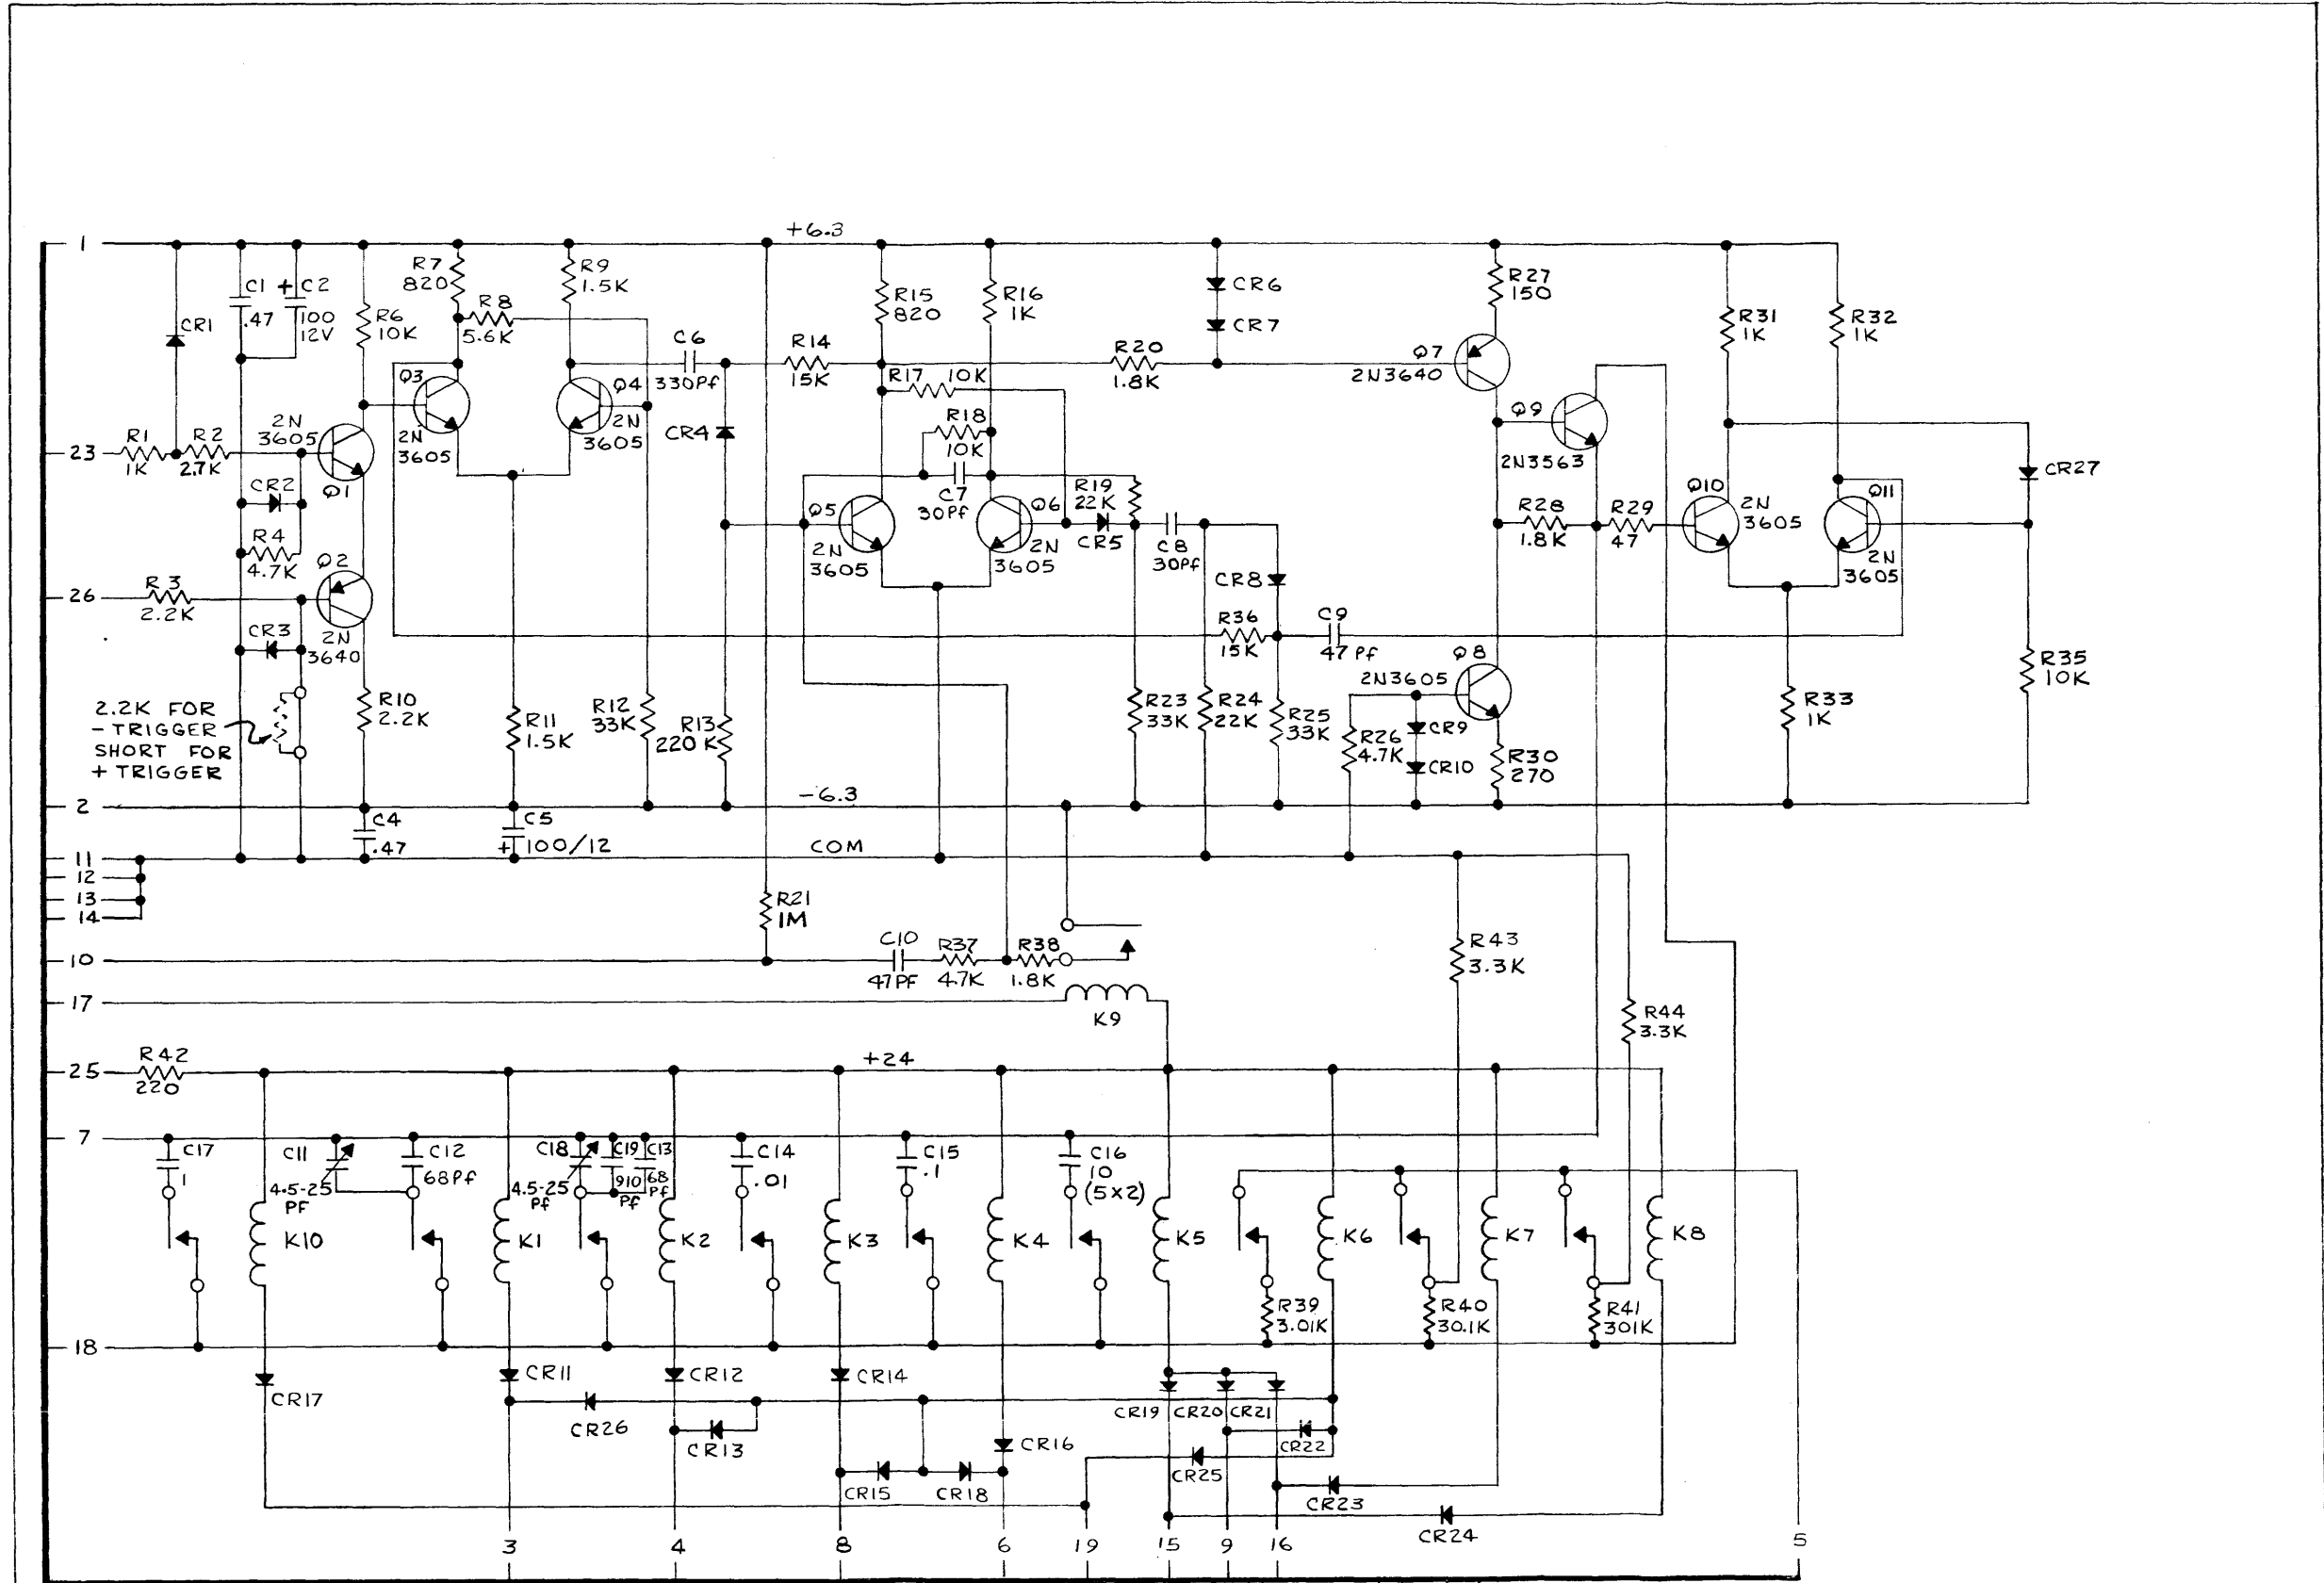 +6.3
1
R7
820
R9
1.5K
C1
+
C2
.47
100
12V
CR1
R6
10K
R8
5.6K
R15
820
R16
1K
CR6
CR7
R27
150
R31
1K
R32
1K
C6
330Pf
R14
15K
R20
1.8K
Q7
2N3640
Q3
2N
3605
Q4
2N
3605
R17
10K
R18
10K
CR4
Q9
2N3563
23
R1
1K
R2
2.7K
2N
3605
Q1
CR2
R4
4.7K
C7
30Pf
R19
22K
Q5
2N
3605
Q6
2N
3605
CR5
C8
30Pf
R28
1.8K
R29
47
Q10
2N
3605
Q11
2N
3605
CR27
26
R3
2.2K
Q2
2N
3640
CR3
CR8
R36
15K
C9
47 Pf
2N3605
Q8
2.2K FOR
- TRIGGER
SHORT FOR
+ TRIGGER
R10
2.2K
R11
1.5K
R12
33K
R13
220 K
R23
33K
R24
22K
R25
33K
R26
4.7K
CR9
CR10
R30
270
R33
1K
R35
10K
2
-6.3
C4
.47
C5
+
100/12
11
COM
12
13
14
R21
1M
10
C10
47PF
R37
4.7K
R38
1.8K
R43
3.3K
17
K9
R44
3.3K
R42
220
25
+24
7
C17
1
C11
4.5-25
PF
C12
68Pf
C18
4.5-25
Pf
C19
910
Pf
C13
68
Pf
C14
.01
C15
.1
C16
10
(5x2)
K10
K1
K2
K3
K4
K5
K6
K7
K8
R39
3.01K
R40
30.1K
R41
301K
18
CR17
CR11
CR12
CR14
CR26
CR13
CR16
CR15
CR18
CR19
CR20
CR21
CR22
CR25
CR23
CR24
3
4
8
6
19
15
9
16
5